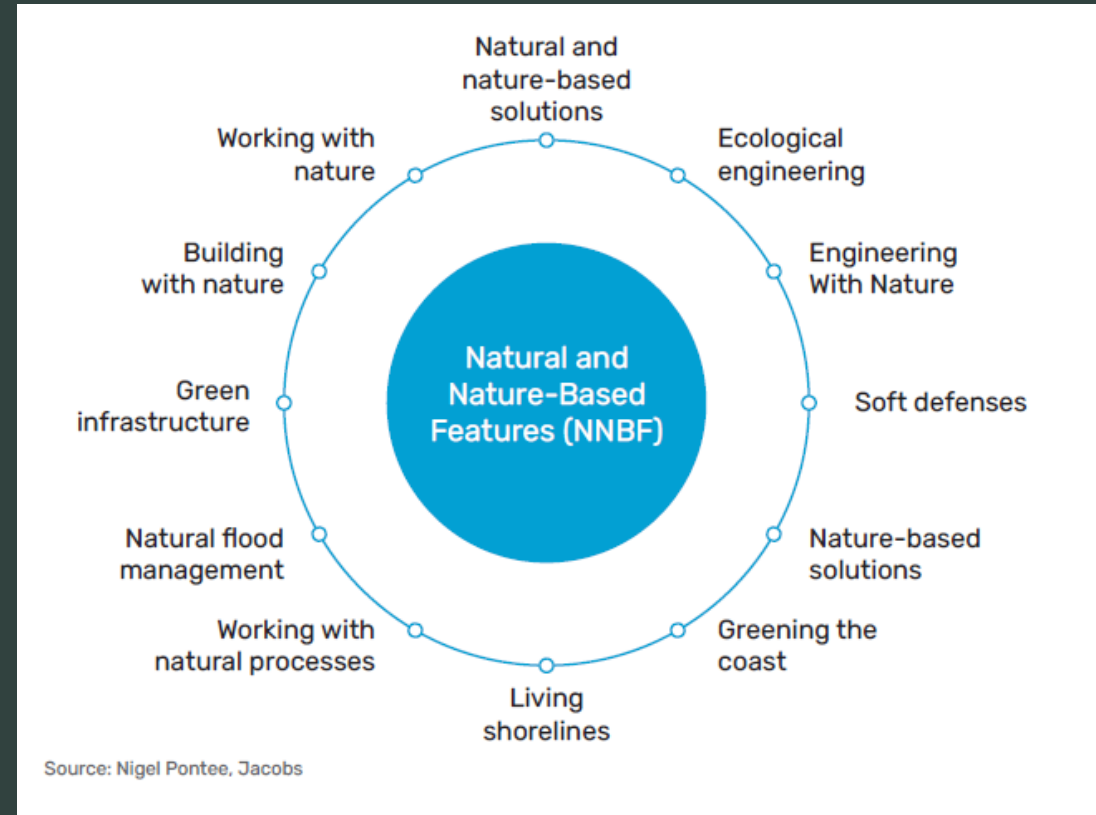 Natural and
nature-based
solutions
Ecological
engineering
Engineering
With Nature
Soft defenses
Nature-based
solutions
Greening the
coast
Living
shorelines
Working with
natural processes
Natural flood
management
Green
infrastructure
Building
with nature
Working with
nature
Natural and
Nature-Based
Features (NNBF)
Source: Nigel Pontee, Jacobs